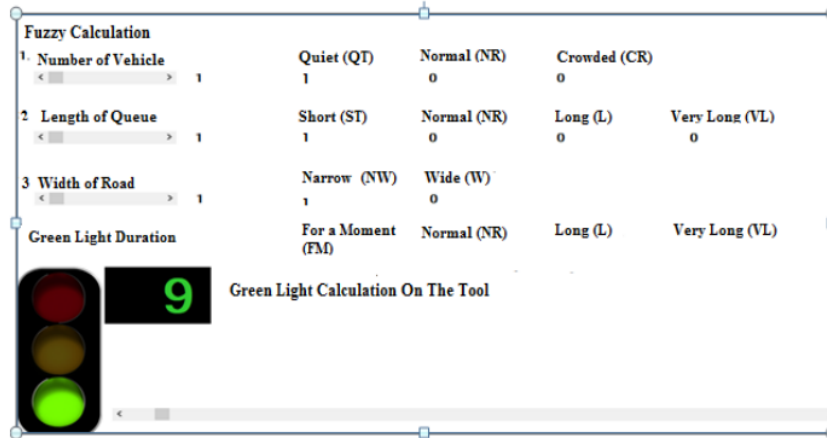 Fuzzy Calculation
1. Number of Vehicle Quiet (QT) Normal (NR) Crowded (CR)
< > 1 1 0 0
2 Length of Queue Short (ST) Normal (NR) Long (L) Very Long (VL)
< > 1 1 0 0 0
3 Width of Road Narrow (NW) Wide (W)
< > 1 1 0
Green Light Duration For a Moment Normal (NR) Long (L) Very Long (VL)
(FM)
9 Green Light Calculation On The Tool
<